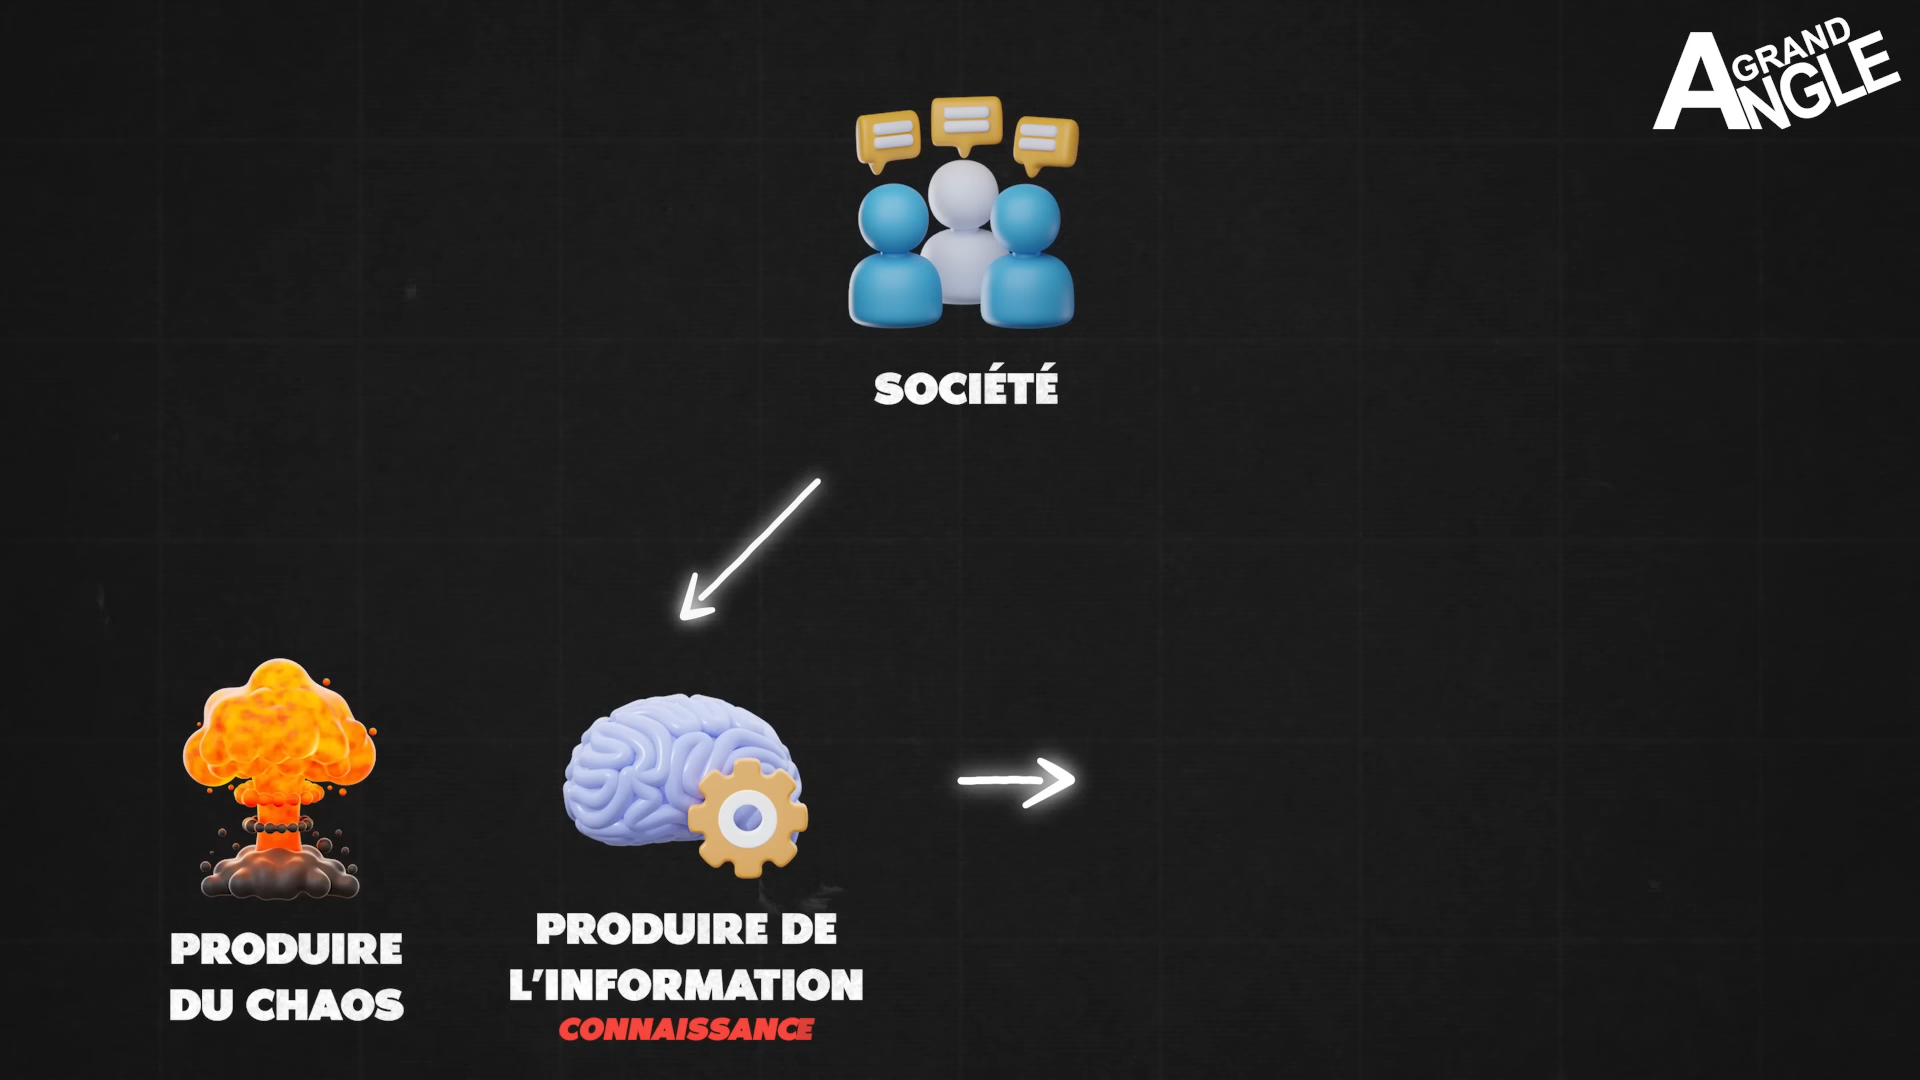 GRAND
ANGLE
SOCIÉTÉ
PRODUIRE
DU CHAOS
PRODUIRE DE
L'INFORMATION
CONNAISSANCE